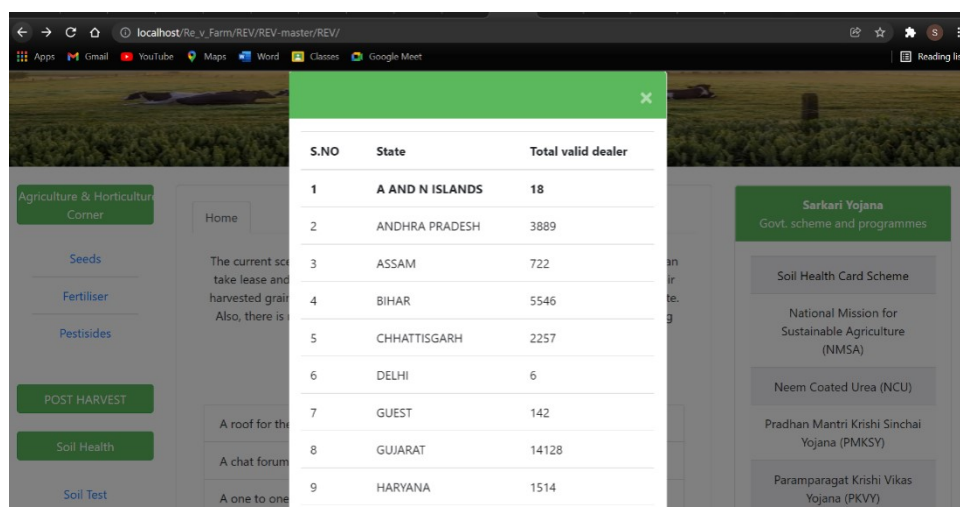 localhost/Re_v_Farm/REV/REV-master/REV/
S
Apps Gmail YouTube Maps Word Classes Google Meet
Reading lis
×
S.NO State Total valid dealer
1 A AND N ISLANDS 18
2 ANDHRA PRADESH 3889
3 ASSAM 722
4 BIHAR 5546
5 CHHATTISGARH 2257
6 DELHI 6
7 GUEST 142
8 GUJARAT 14128
9 HARYANA 1514
Agriculture & Horticulture
Corner
Seeds
Fertiliser
Pestisides
POST HARVEST
Soil Health
Soil Test
Home
The current sce an
take lease and ir
harvested grain te.
Also, there is g
A roof for the
A chat forum
A one to one
Sarkari Yojana
Govt. scheme and programmes
Soil Health Card Scheme
National Mission for
Sustainable Agriculture
(NMSA)
Neem Coated Urea (NCU)
Pradhan Mantri Krishi Sinchai
Yojana (PMKSY)
Paramparagat Krishi Vikas
Yojana (PKVY)